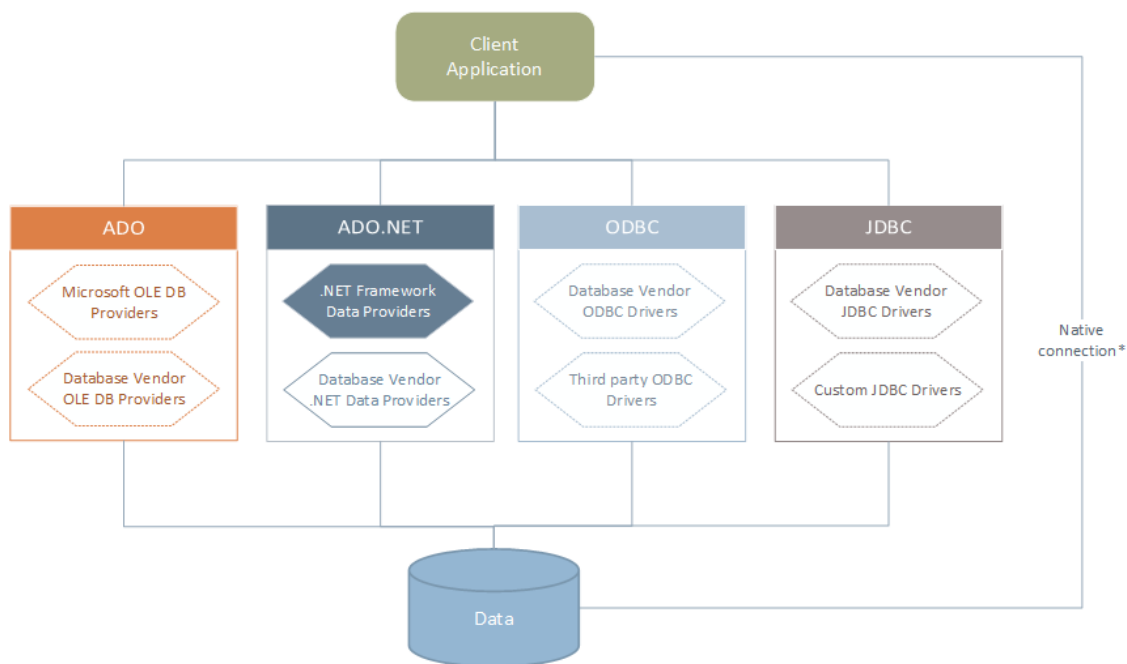 Client
Application
ADO
ADO.NET
ODBC
JDBC
Microsoft OLE DB
Providers
.NET Framework
Data Providers
Database Vendor
ODBC Drivers
Database Vendor
JDBC Drivers
Native
connection*
Database Vendor
OLE DB Providers
Database Vendor
.NET Data Providers
Third party ODBC
Drivers
Custom JDBC Drivers
Data